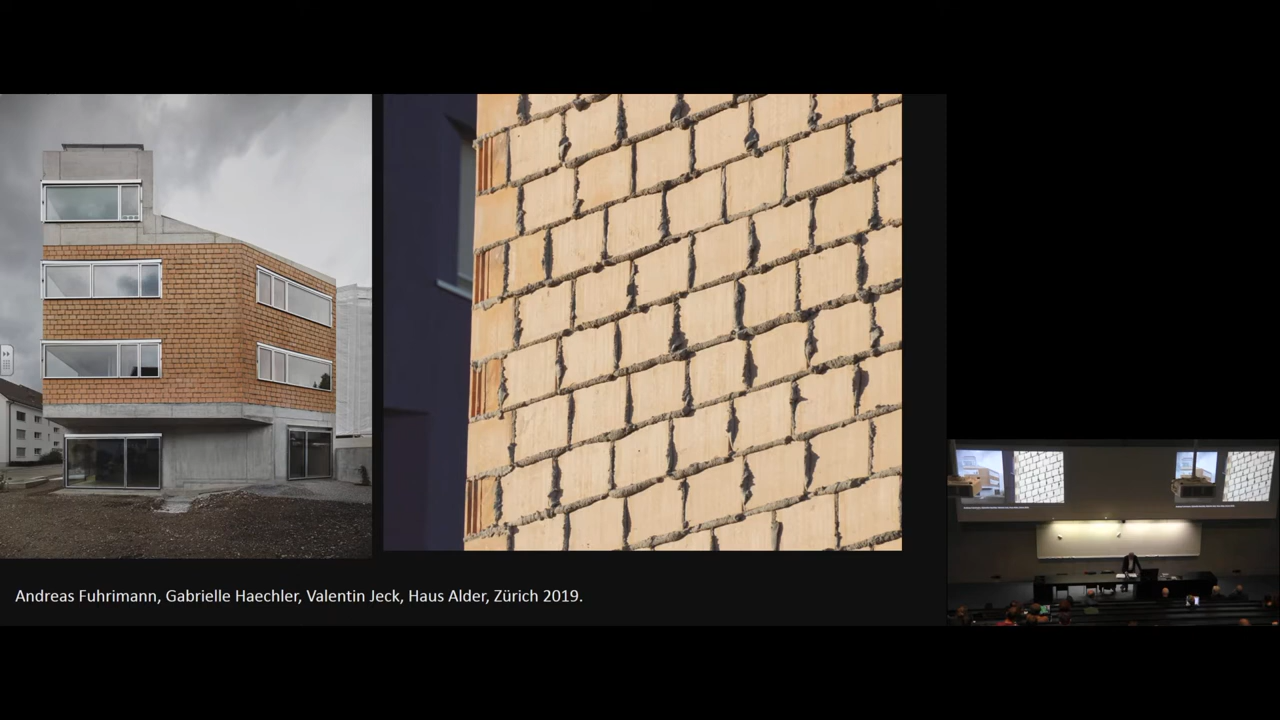 Andreas Fuhrimann, Gabrielle Haechler, Valentin Jeck, Haus Alder, Zürich 2019.